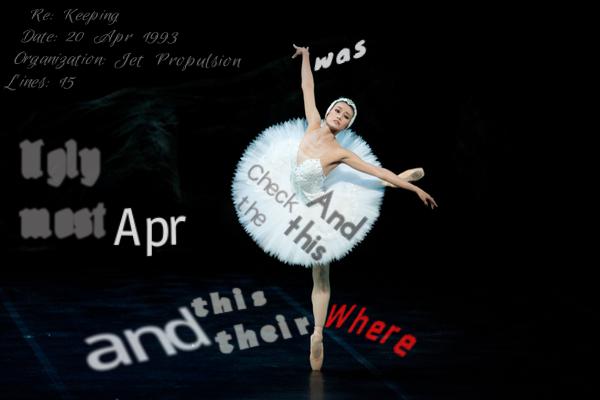 Re: Keeping
Date: 20 Apr 1993
Organization: Jet Propulsion
Lines: 15
was
Ugly
most
Apr
check
the
And
this
and
this
their
Where